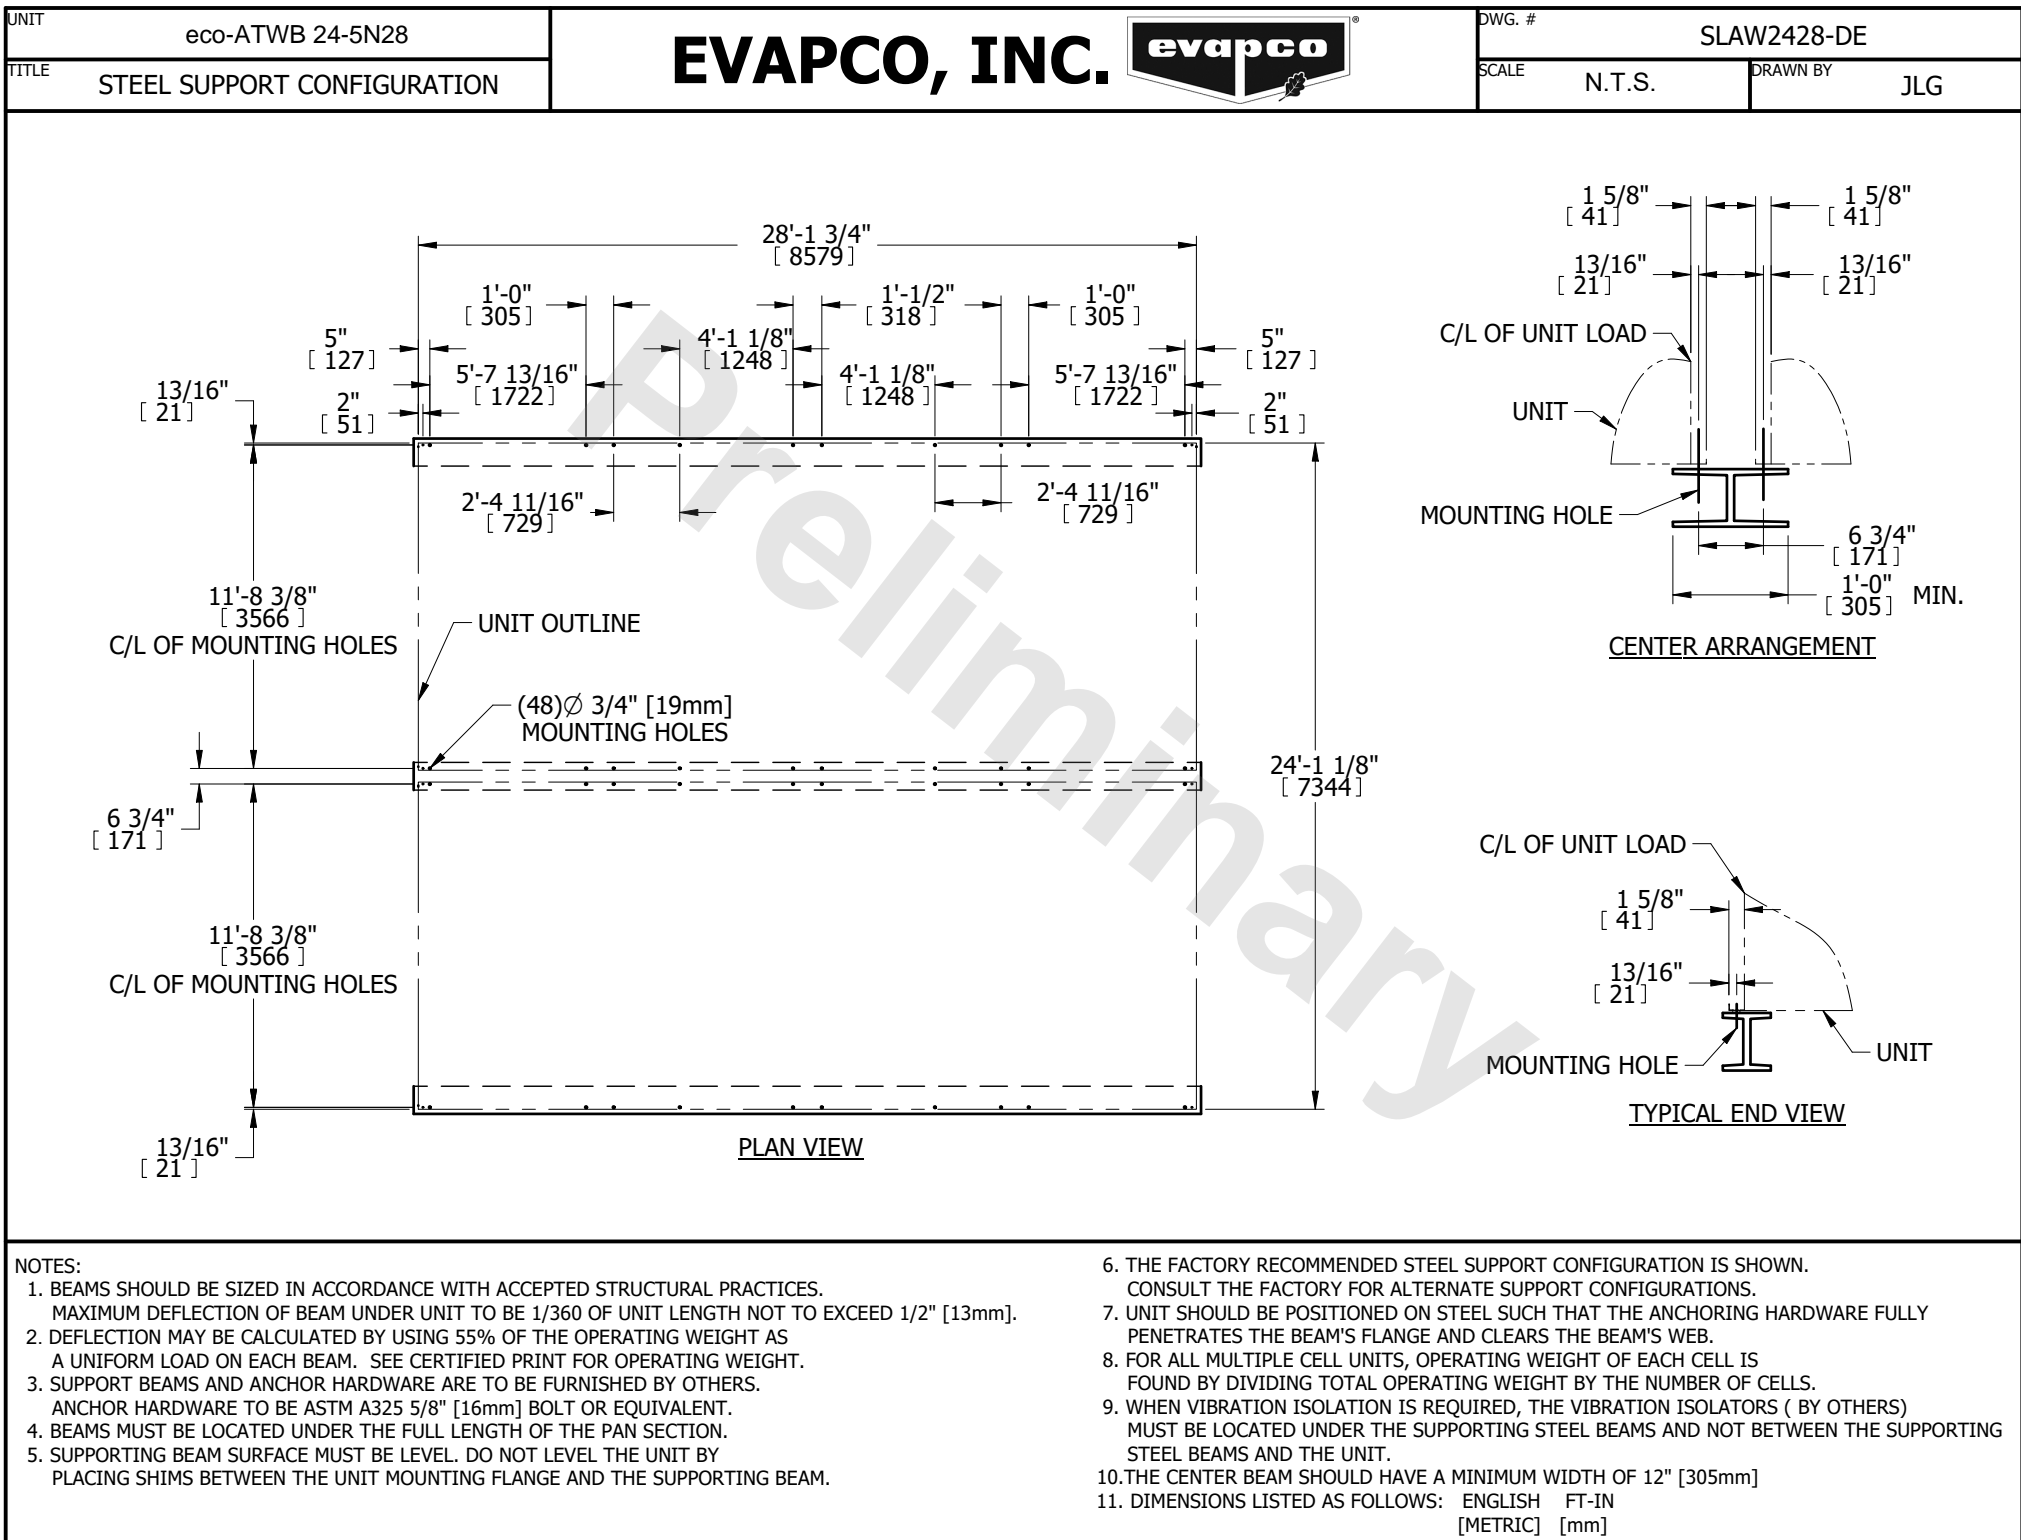 UNIT
eco-ATWB 24-5N28
TITLE
STEEL SUPPORT CONFIGURATION
EVAPCO, INC.
evapco
®
DWG. #
SLAW2428-DE
SCALE
N.T.S.
DRAWN BY
JLG
28'-1 3/4"
[ 8579 ]
1'-0"
[ 305 ]
1'-1/2"
[ 318 ]
1'-0"
[ 305 ]
5"
[ 127 ]
4'-1 1/8"
[ 1248 ]
5"
[ 127 ]
5'-7 13/16"
[ 1722 ]
4'-1 1/8"
[ 1248 ]
5'-7 13/16"
[ 1722 ]
13/16"
[ 21 ]
2"
[ 51 ]
2"
[ 51 ]
2'-4 11/16"
[ 729 ]
2'-4 11/16"
[ 729 ]
11'-8 3/8"
[ 3566 ]
C/L OF MOUNTING HOLES
UNIT OUTLINE
(48)Ø 3/4" [19mm]
MOUNTING HOLES
6 3/4"
[ 171 ]
24'-1 1/8"
[ 7344 ]
11'-8 3/8"
[ 3566 ]
C/L OF MOUNTING HOLES
13/16"
[ 21 ]
PLAN VIEW
1 5/8"
[ 41 ]
1 5/8"
[ 41 ]
13/16"
[ 21 ]
13/16"
[ 21 ]
C/L OF UNIT LOAD
UNIT
MOUNTING HOLE
6 3/4"
[ 171 ]
1'-0"
[ 305 ]
MIN.
CENTER ARRANGEMENT
C/L OF UNIT LOAD
1 5/8"
[ 41 ]
13/16"
[ 21 ]
MOUNTING HOLE
UNIT
TYPICAL END VIEW
Preliminary
NOTES:
1. BEAMS SHOULD BE SIZED IN ACCORDANCE WITH ACCEPTED STRUCTURAL PRACTICES.
MAXIMUM DEFLECTION OF BEAM UNDER UNIT TO BE 1/360 OF UNIT LENGTH NOT TO EXCEED 1/2" [13mm].
2. DEFLECTION MAY BE CALCULATED BY USING 55% OF THE OPERATING WEIGHT AS
A UNIFORM LOAD ON EACH BEAM. SEE CERTIFIED PRINT FOR OPERATING WEIGHT.
3. SUPPORT BEAMS AND ANCHOR HARDWARE ARE TO BE FURNISHED BY OTHERS.
ANCHOR HARDWARE TO BE ASTM A325 5/8" [16mm] BOLT OR EQUIVALENT.
4. BEAMS MUST BE LOCATED UNDER THE FULL LENGTH OF THE PAN SECTION.
5. SUPPORTING BEAM SURFACE MUST BE LEVEL. DO NOT LEVEL THE UNIT BY
PLACING SHIMS BETWEEN THE UNIT MOUNTING FLANGE AND THE SUPPORTING BEAM.
6. THE FACTORY RECOMMENDED STEEL SUPPORT CONFIGURATION IS SHOWN.
CONSULT THE FACTORY FOR ALTERNATE SUPPORT CONFIGURATIONS.
7. UNIT SHOULD BE POSITIONED ON STEEL SUCH THAT THE ANCHORING HARDWARE FULLY
PENETRATES THE BEAM'S FLANGE AND CLEARS THE BEAM'S WEB.
8. FOR ALL MULTIPLE CELL UNITS, OPERATING WEIGHT OF EACH CELL IS
FOUND BY DIVIDING TOTAL OPERATING WEIGHT BY THE NUMBER OF CELLS.
9. WHEN VIBRATION ISOLATION IS REQUIRED, THE VIBRATION ISOLATORS ( BY OTHERS)
MUST BE LOCATED UNDER THE SUPPORTING STEEL BEAMS AND NOT BETWEEN THE SUPPORTING
STEEL BEAMS AND THE UNIT.
10.THE CENTER BEAM SHOULD HAVE A MINIMUM WIDTH OF 12" [305mm]
11. DIMENSIONS LISTED AS FOLLOWS: ENGLISH FT-IN
[METRIC] [mm]